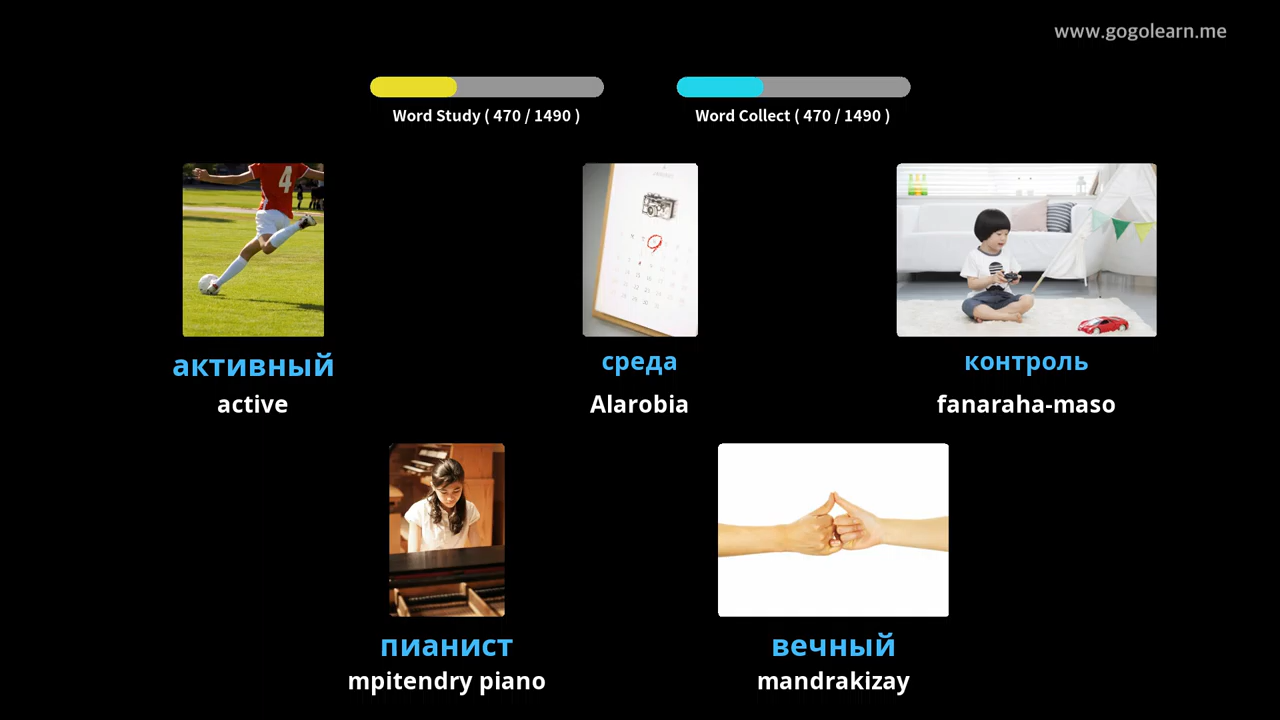 www.gogolearn.me
Word Study ( 470 / 1490 )
Word Collect ( 470 / 1490 )
4
активный
active
среда
Alarobia
контроль
fanaraha-maso
пианист
mpitendry piano
вечный
mandrakizay